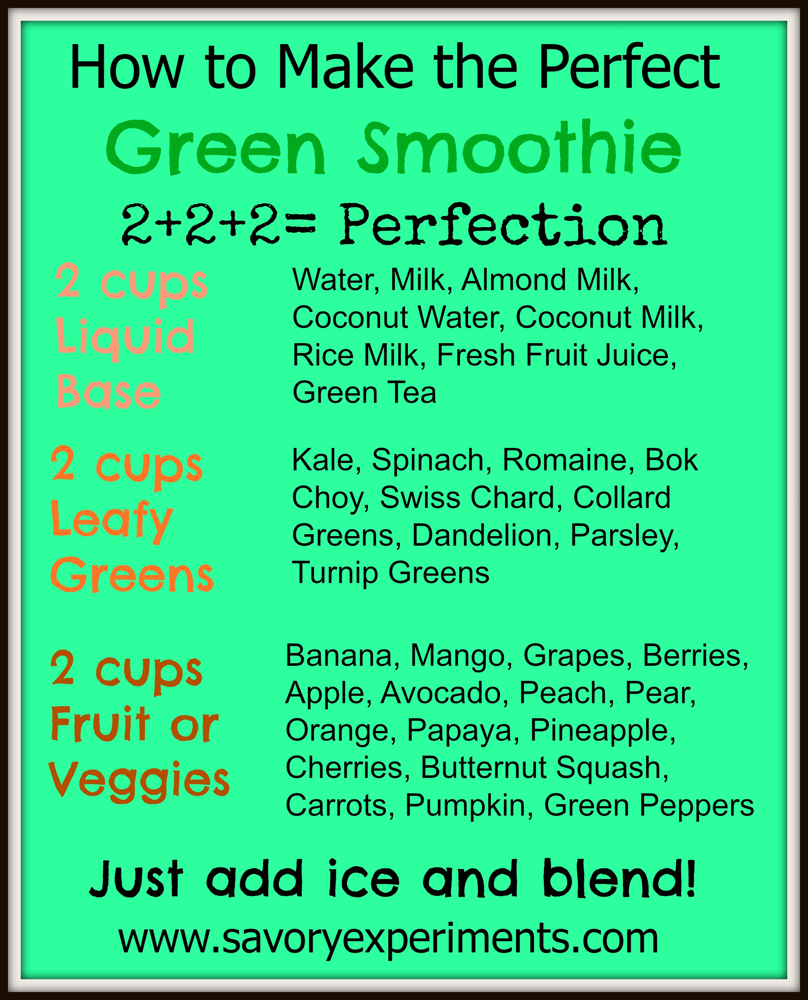 How to Make the Perfect
Green Smoothie
2+2+2= Perfection
2 cups
Liquid
Base
Water, Milk, Almond Milk,
Coconut Water, Coconut Milk,
Rice Milk, Fresh Fruit Juice,
Green Tea
2 cups
Leafy
Greens
Kale, Spinach, Romaine, Bok
Choy, Swiss Chard, Collard
Greens, Dandelion, Parsley,
Turnip Greens
2 cups
Fruit or
Veggies
Banana, Mango, Grapes, Berries,
Apple, Avocado, Peach, Pear,
Orange, Papaya, Pineapple,
Cherries, Butternut Squash,
Carrots, Pumpkin, Green Peppers
Just add ice and blend!
www.savoryexperiments.com